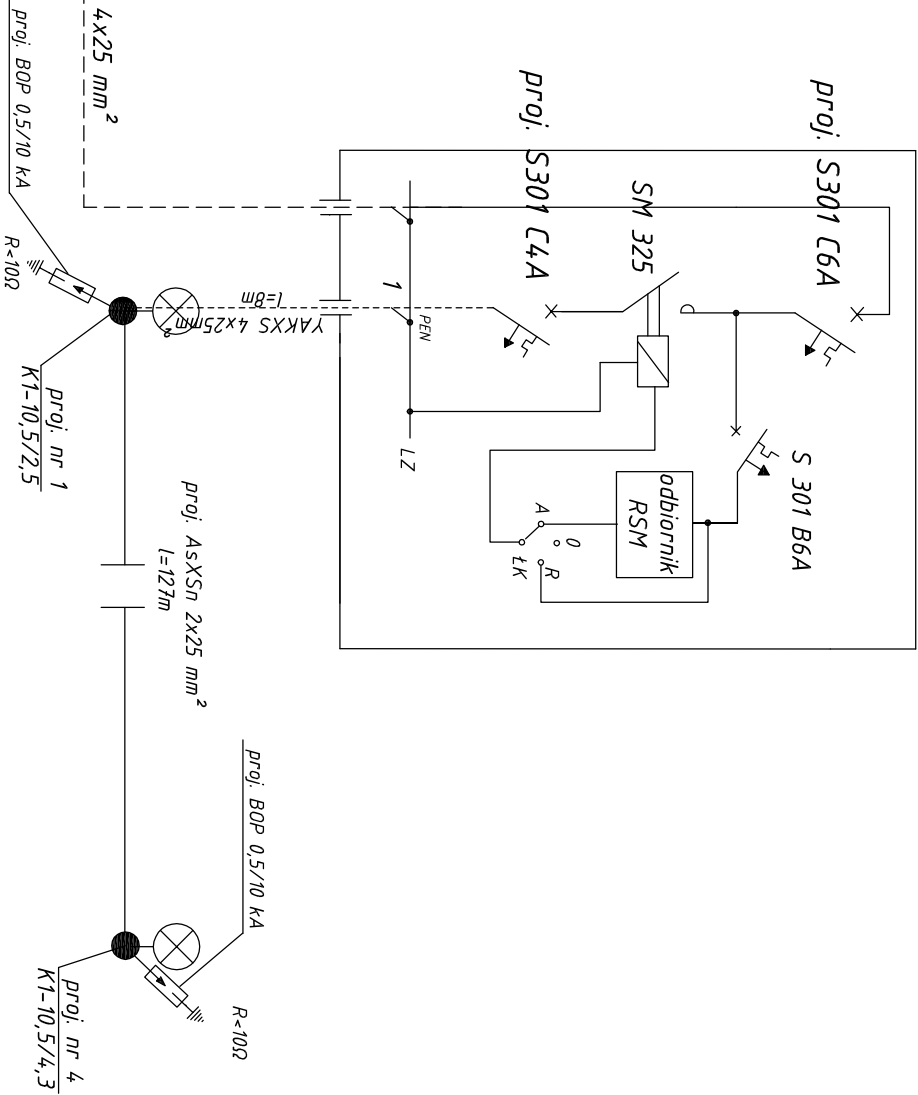 proj. S301 C6A
proj. S301 C4A
SM 325
S 301 B6A
odbiornik
RSM
A
0
R
ŁK
1
PEN
LZ
4x25 mm²
YAKXS 4x25mm²
l=8m
proj. BOP 0,5/10 kA
R<10Ω
proj. nr 1
K1-10,5/2,5
proj. AsXSn 2x25 mm²
l=127m
proj. BOP 0,5/10 kA
R<10Ω
proj. nr 4
K1-10,5/4,3